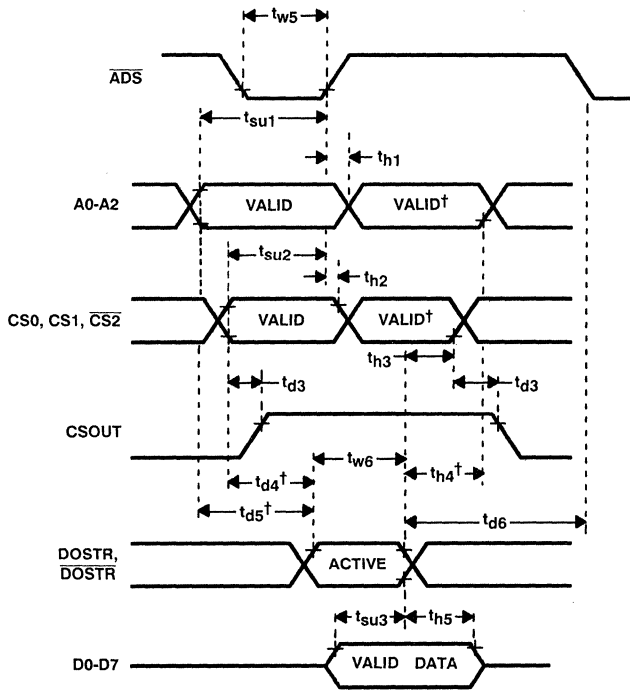 tw5
ADS
tsu1
th1
A0-A2
VALID
VALID†
tsu2
th2
CS0, CS1, CS2
VALID
VALID†
th3
td3
td3
CSOUT
tw6
td4†
th4†
td5†
td6
DOSTR,
DOSTR
ACTIVE
tsu3
th5
D0-D7
VALID DATA